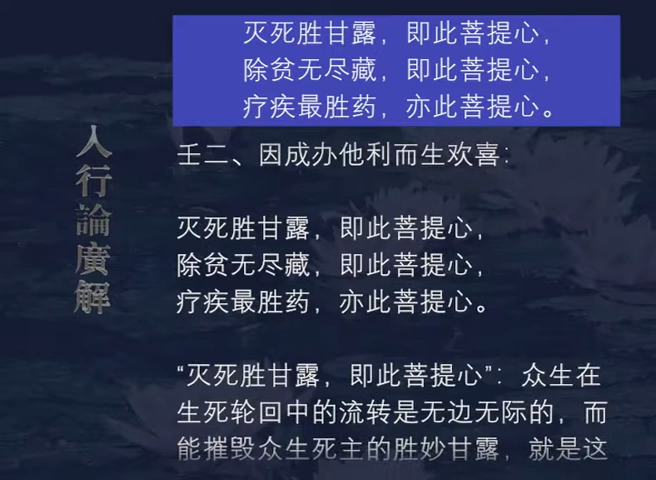 灭死胜甘露，即此菩提心，
除贫无尽藏，即此菩提心，
疗疾最胜药，亦此菩提心。
入行論廣解
壬二、因成办他利而生欢喜：
灭死胜甘露，即此菩提心，
除贫无尽藏，即此菩提心，
疗疾最胜药，亦此菩提心。
“灭死胜甘露，即此菩提心”：众生在
生死轮回中的流转是无边无际的，而
能摧毁众生死主的胜妙甘露，就是这